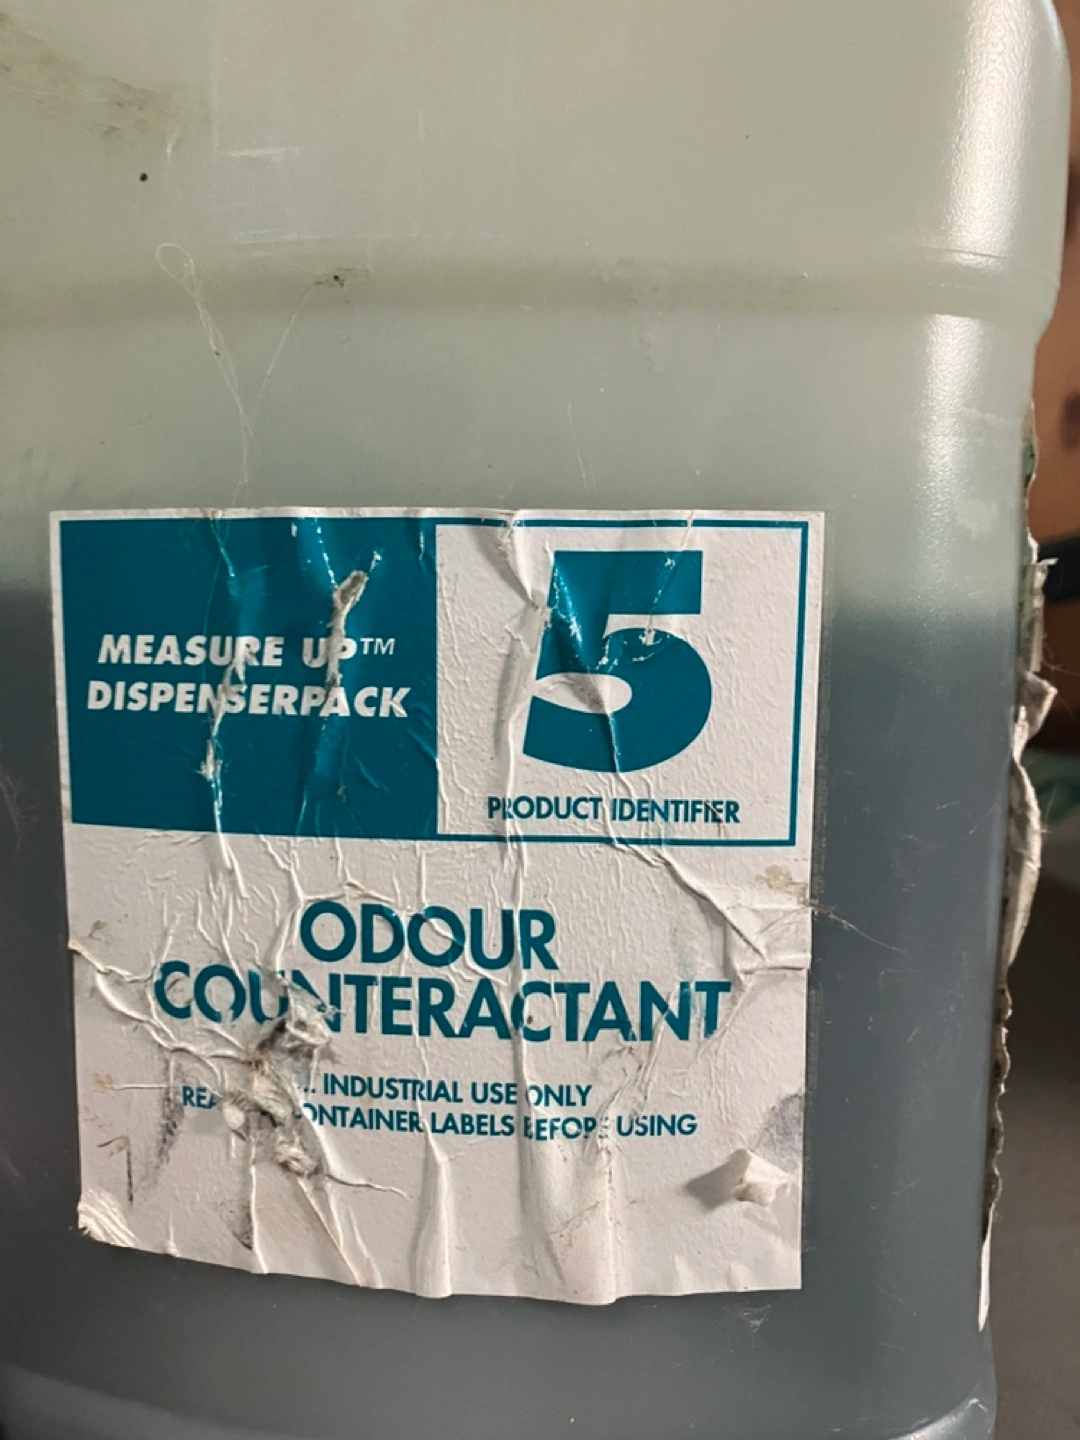 MEASURE UP™
DISPENSERPACK
5
PRODUCT IDENTIFIER
ODOUR
COUNTERACTANT
INDUSTRIAL USE ONLY
LABELS BEFORE USING